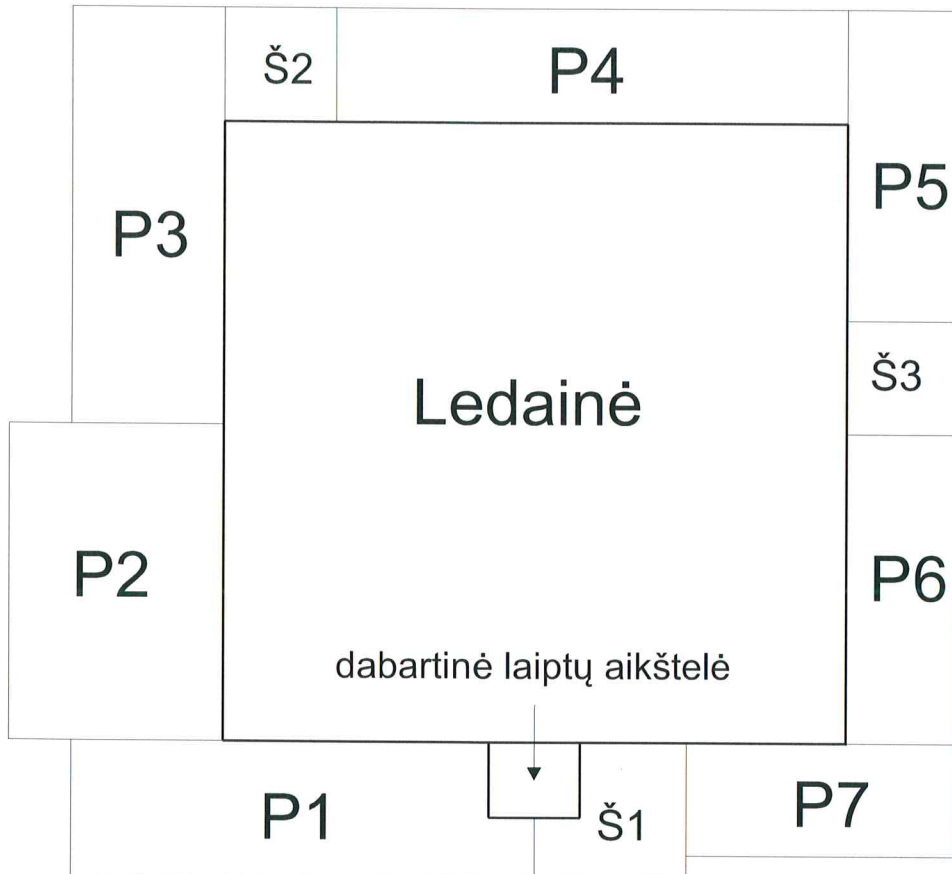 Š2
P4
P5
P3
Ledainė
Š3
P2
P6
dabartinė laiptų aikštelė
P1
Š1
P7